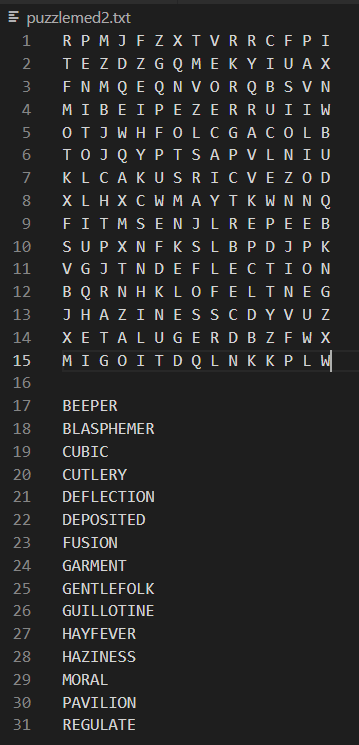 puzzlemed2.txt
1 R P M J F Z X T V R R C F P I
2 T E Z D Z G Q M E K Y I U A X
3 F N M Q E Q N V O R Q B S V N
4 M I B E I P E Z E R R U I I W
5 O T J W H F O L C G A C O L B
6 T O J Q Y P T S A P V L N I U
7 K L C A K U S R I C V E Z O D
8 X L H X C W M A Y T K W N N Q
9 F I T M S E N J L R E P E E B
10 S U P X N F K S L B P D J P K
11 V G J T N D E F L E C T I O N
12 B Q R N H K L O F E L T N E G
13 J H A Z I N E S S C D Y V U Z
14 X E T A L U G E R D B Z F W X
15 M I G O I T D Q L N K K P L W
16
17 BEEPER
18 BLASPHEMER
19 CUBIC
20 CUTLERY
21 DEFLECTION
22 DEPOSITED
23 FUSION
24 GARMENT
25 GENTLEFOLK
26 GUILLOTINE
27 HAYFEVER
28 HAZINESS
29 MORAL
30 PAVILION
31 REGULATE